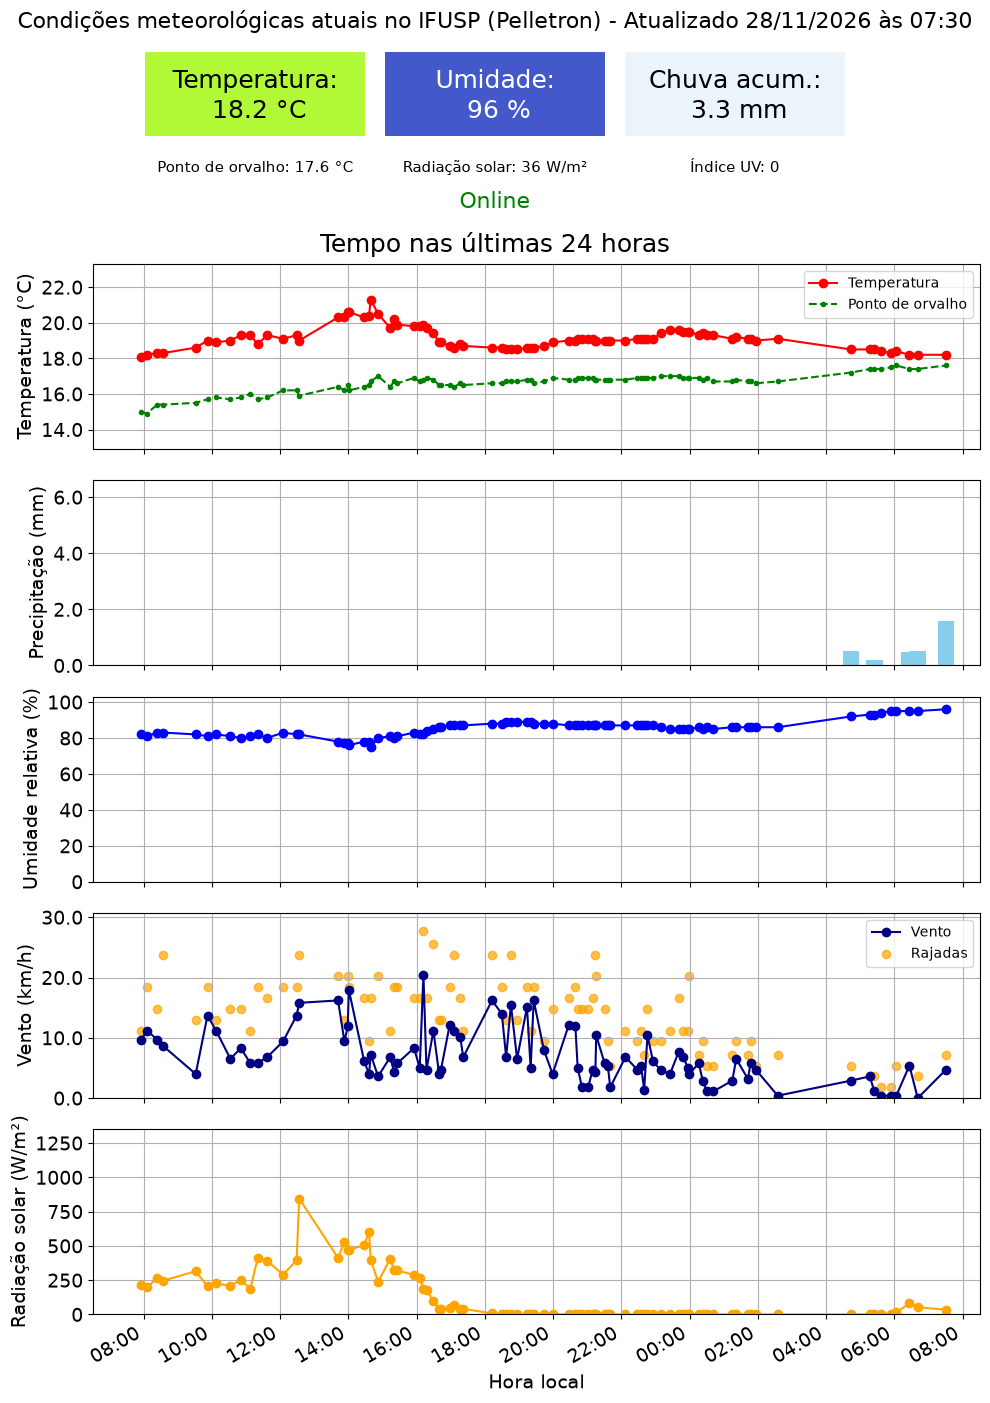 Condições meteorológicas atuais no IFUSP (Pelletron) - Atualizado 28/11/2026 às 07:30
Temperatura:
18.2 °C
Umidade:
96 %
Chuva acum.:
3.3 mm
Ponto de orvalho: 17.6 °C
Radiação solar: 36 W/m²
Índice UV: 0
Online
Tempo nas últimas 24 horas
Temperatura (°C)
22.0
20.0
18.0
16.0
14.0
Temperatura
Ponto de orvalho
Precipitação (mm)
6.0
4.0
2.0
0.0
Umidade relativa (%)
100
80
60
40
20
0
Vento (km/h)
30.0
20.0
10.0
0.0
Vento
Rajadas
Radiação solar (W/m²)
1250
1000
750
500
250
0
08:00
10:00
12:00
14:00
16:00
18:00
20:00
22:00
00:00
02:00
04:00
06:00
08:00
Hora local